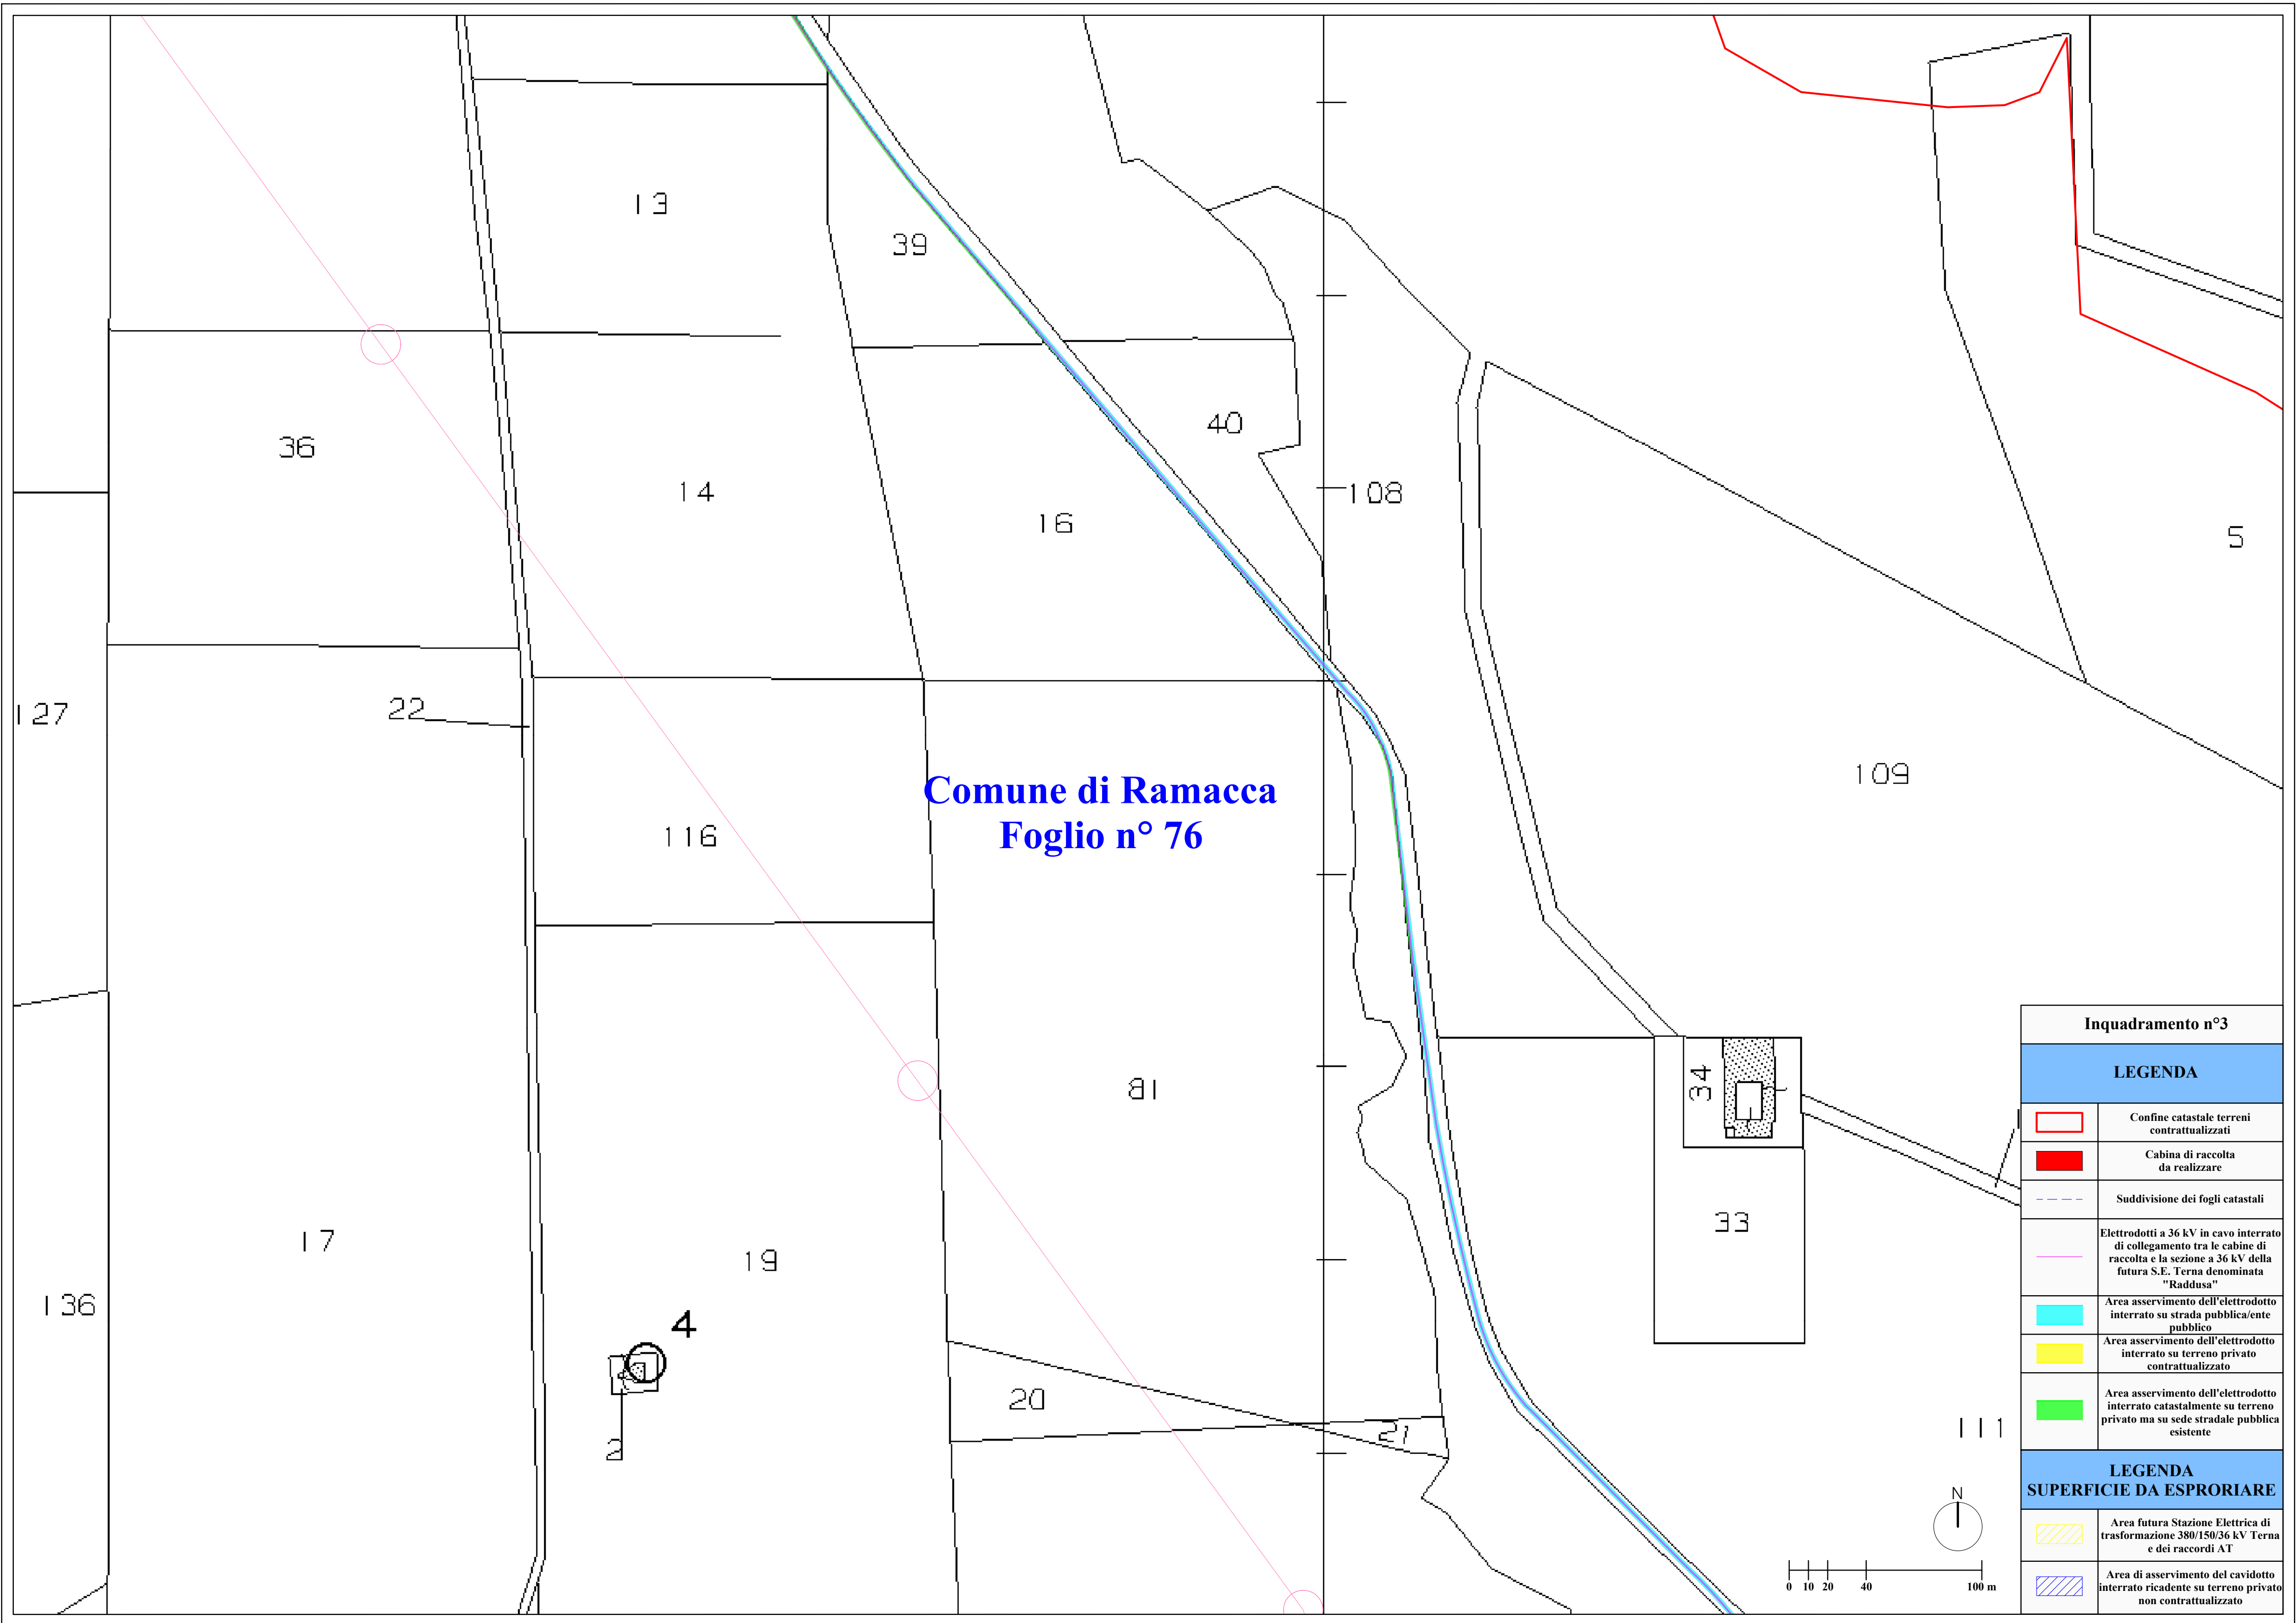 13
39
36
14
40
16
108
5
127
22
109
Comune di Ramacca
Foglio n° 76
116
81
34
33
17
19
136
4
2
20
21
111
N
0 10 20 40 100 m
Inquadramento n°3
LEGENDA
Confine catastale terreni
contrattualizzati
Cabina di raccolta
da realizzare
Suddivisione dei fogli catastali
Elettrodotti a 36 kV in cavo interrato
di collegamento tra le cabine di
raccolta e la sezione a 36 kV della
futura S.E. Terna denominata
"Raddusa"
Area asservimento dell'elettrodotto
interrato su strada pubblica/ente
pubblico
Area asservimento dell'elettrodotto
interrato su terreno privato
contrattualizzato
Area asservimento dell'elettrodotto
interrato catastalmente su terreno
privato ma su sede stradale pubblica
esistente
LEGENDA
SUPERFICIE DA ESPRORIARE
Area futura Stazione Elettrica di
trasformazione 380/150/36 kV Terna
e dei raccordi AT
Area di asservimento del cavidotto
interrato ricadente su terreno privato
non contrattualizzato